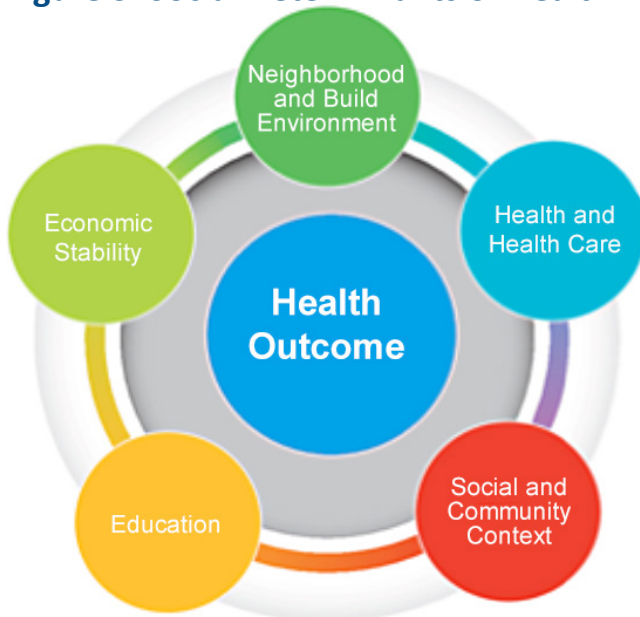 Neighborhood
and Build
Environment
Health and
Health Care
Social and
Community
Context
Education
Economic
Stability
Health
Outcome